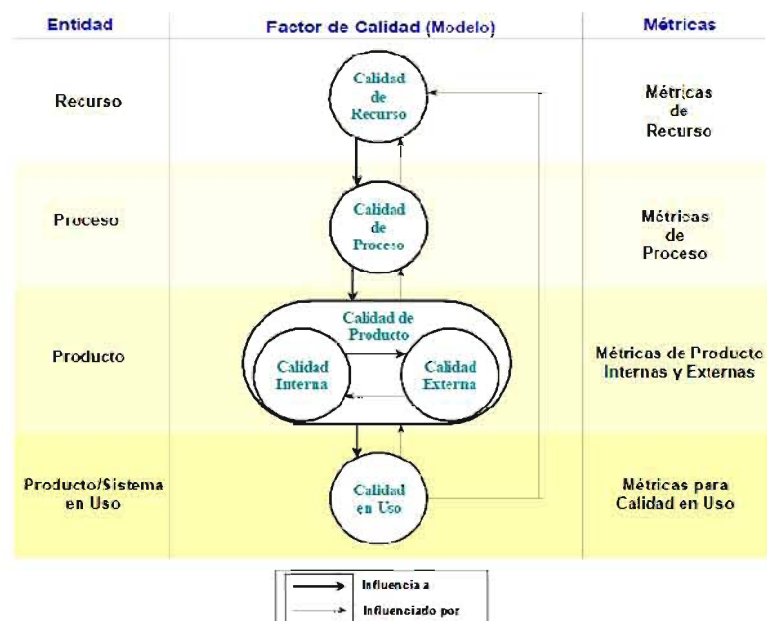 Entidad
Factor de Calidad (Modelo)
Métricas
Recurso
Calidad
de
Recurso
Métricas
de
Recurso
Proceso
Calidad
de
Proceso
Métricas
de
Proceso
Producto
Calidad de
Producto
Calidad
Interna
Calidad
Externa
Métricas de Producto
Internas y Externas
Producto/Sistema
en Uso
Calidad
en Uso
Métricas para
Calidad en Uso
Influencia a
Influenciado por